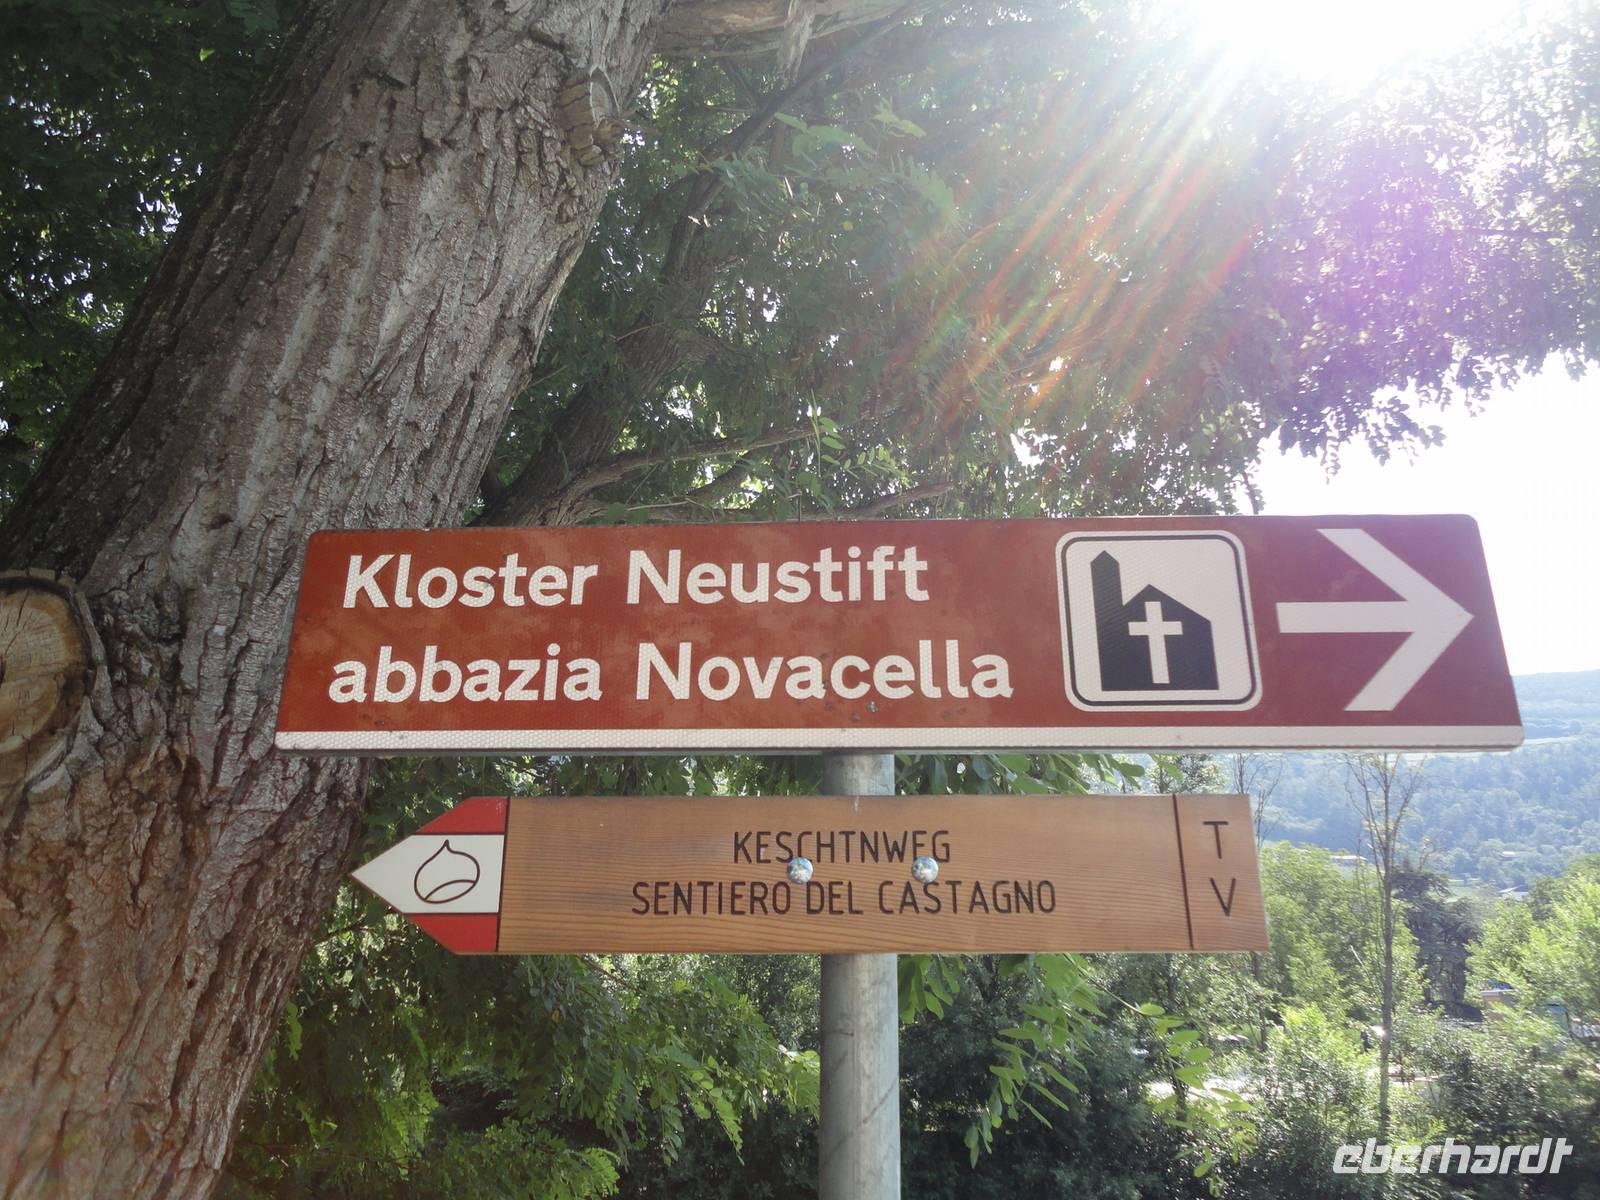 Kloster Neustift
abbazia Novacella
KESCHTNWEG
SENTIERO DEL CASTAGNO
T
V
eberhardt